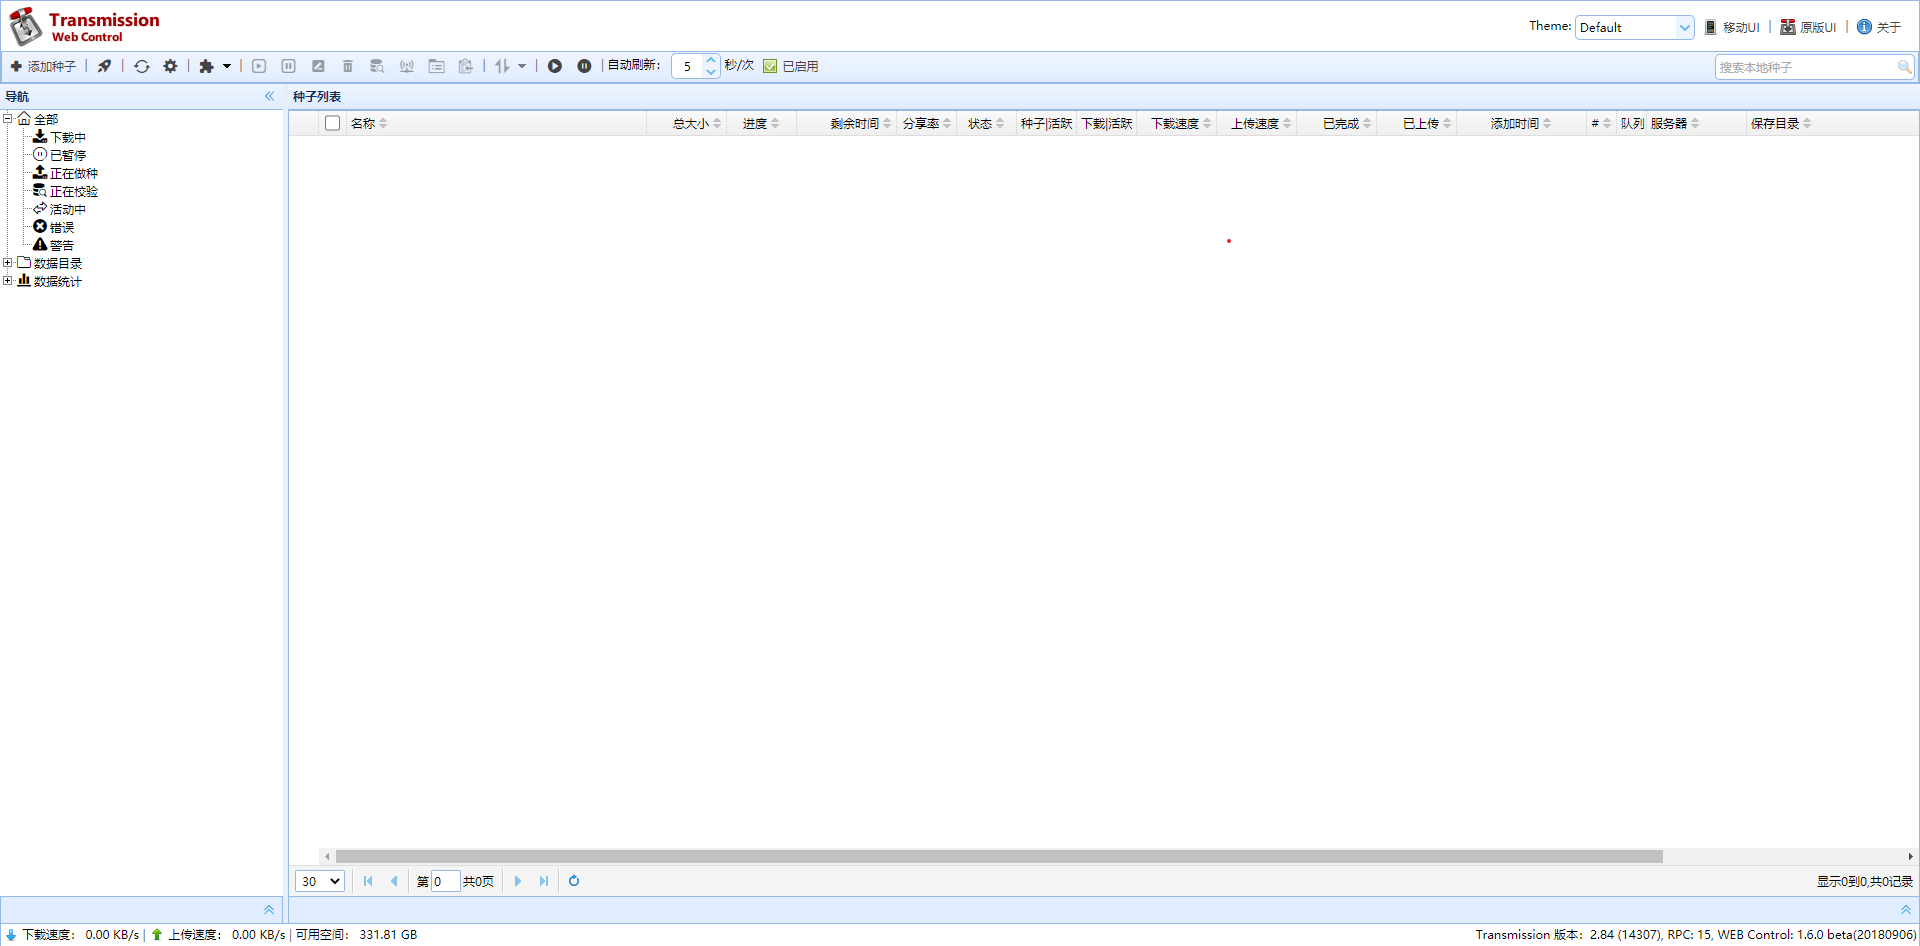 Transmission
Web Control
Theme: Default 移动UI | 原版UI | 关于
添加种子 | | | | | | 自动刷新： 5 秒/次 已启用 搜索本地种子
导航
种子列表
全部
下载中
已暂停
正在做种
正在校验
活动中
错误
警告
数据目录
数据统计
名称 总大小 进度 剩余时间 分享率 状态 种子|活跃 下载|活跃 下载速度 上传速度 已完成 已上传 添加时间 # 队列 服务器 保存目录
30 第 0 共0页 显示0到0,共0记录
下载速度： 0.00 KB/s | 上传速度： 0.00 KB/s | 可用空间： 331.81 GB
Transmission 版本： 2.84 (14307), RPC: 15, WEB Control: 1.6.0 beta(20180906)